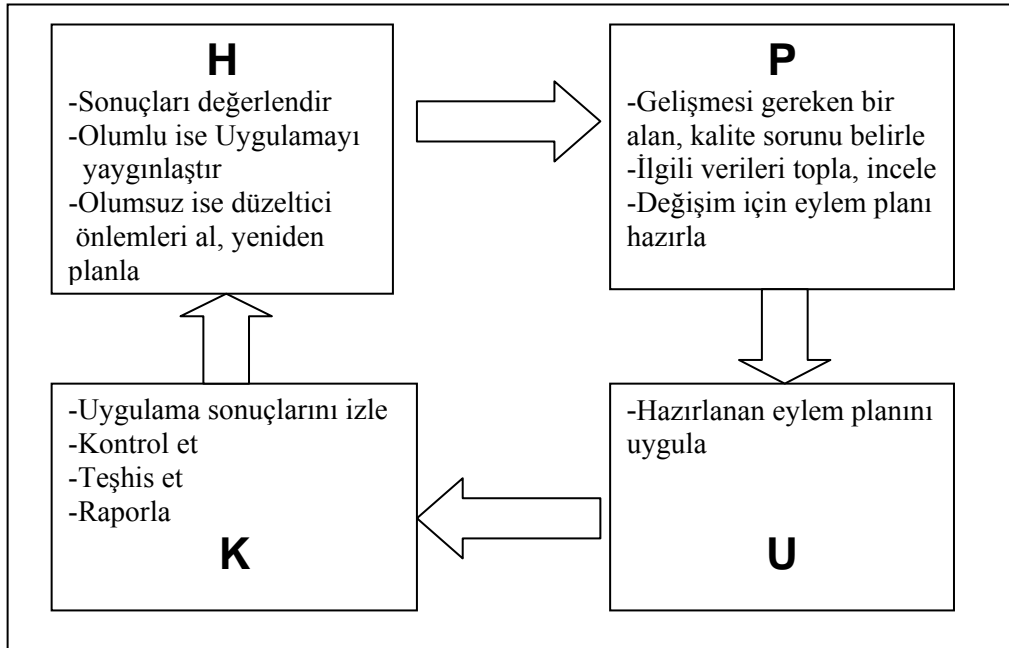 H
-Sonuçları değerlendir
-Olumlu ise Uygulamayı
yaygınlaştır
-Olumsuz ise düzeltici
önlemleri al, yeniden
planla
P
-Gelişmesi gereken bir
alan, kalite sorunu belirle
-İlgili verileri topla, incele
-Değişim için eylem planı
hazırla
-Uygulama sonuçlarını izle
-Kontrol et
-Teşhis et
-Raporla
K
-Hazırlanan eylem planını
uygula
U